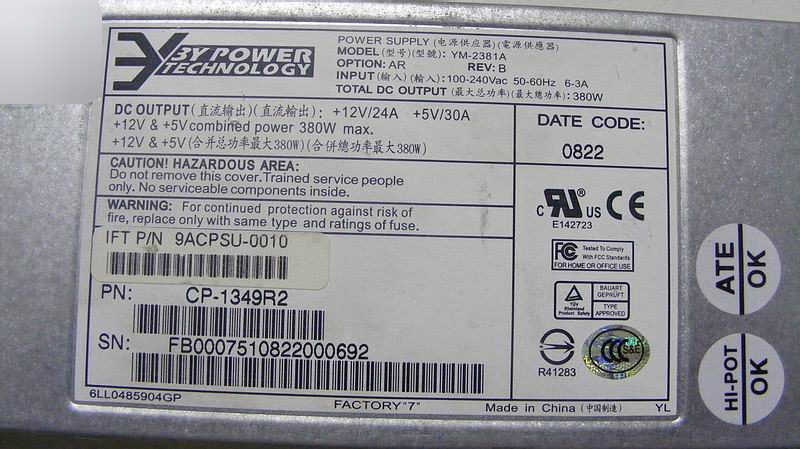 3Y POWER
TECHNOLOGY
POWER SUPPLY (电源供应器)(電源供應器)
MODEL(型号)(型號): YM-2381A
OPTION: AR REV: B
INPUT(输入)(輸入): 100-240Vac 50-60Hz 6-3A
TOTAL DC OUTPUT (最大总功率)(最大總功率): 380W
DC OUTPUT(直流输出)(直流輸出): +12V/24A +5V/30A
+12V & +5V combined power 380W max.
+12V & +5V(合并总功率最大380W)(合併總功率最大380W)
DATE CODE:
0822
CAUTION! HAZARDOUS AREA:
Do not remove this cover.Trained service people
only. No serviceable components inside.
WARNING: For continued protection against risk of
fire, replace only with same type and ratings of fuse.
IFT P/N 9ACPSU-0010
PN: CP-1349R2
SN: FB0007510822000692
C RU US CE
E142723
FC Tested To Comply
With FCC Standards
FOR HOME OR OFFICE USE
TÜV
Rheinland
Product Safety
BAUART
GEPRÜFT
TYPE
APPROVED
R41283
CCC S&E
6LL0485904GP
FACTORY"7"
Made in China (中国制造)
YL
ATE
OK
HI-POT
OK